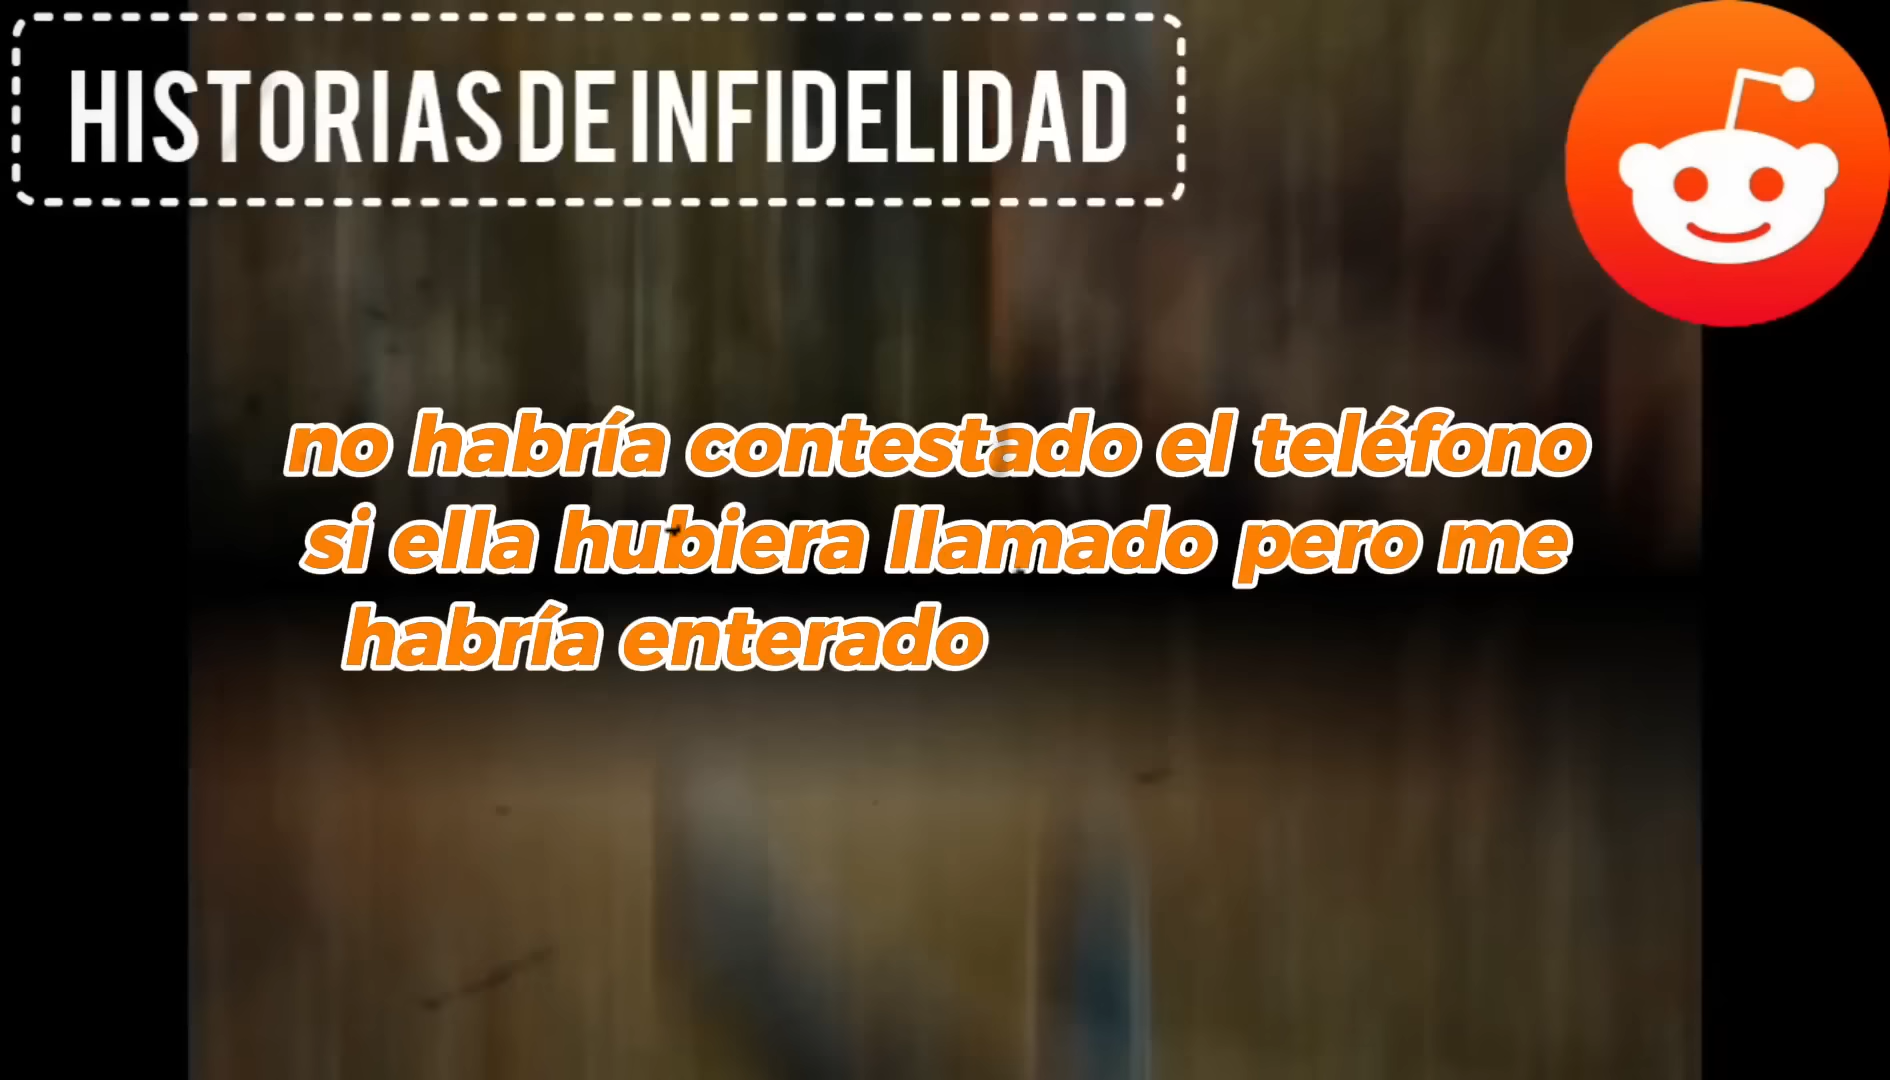 HISTORIAS DE INFIDELIDAD
no habría contestado el teléfono
si ella hubiera llamado pero me
habría enterado